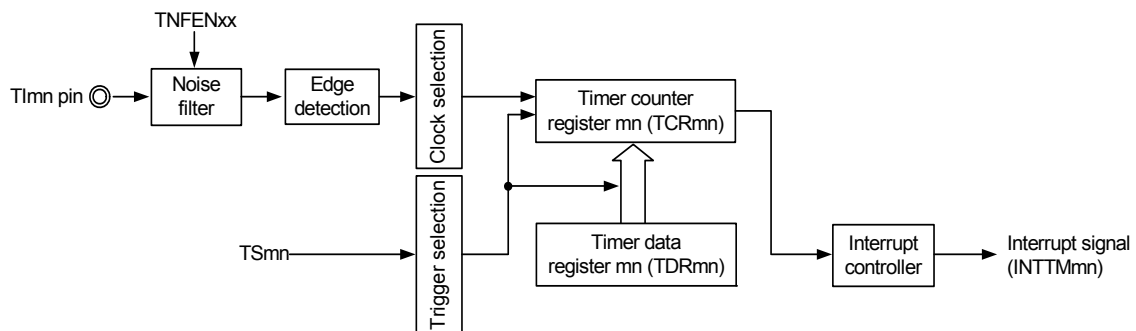 TNFENxx
TImn pin
Noise
filter
Edge
detection
Clock selection
Timer counter
register mn (TCRmn)
TSmn
Trigger selection
Timer data
register mn (TDRmn)
Interrupt
controller
Interrupt signal
(INTTMmn)